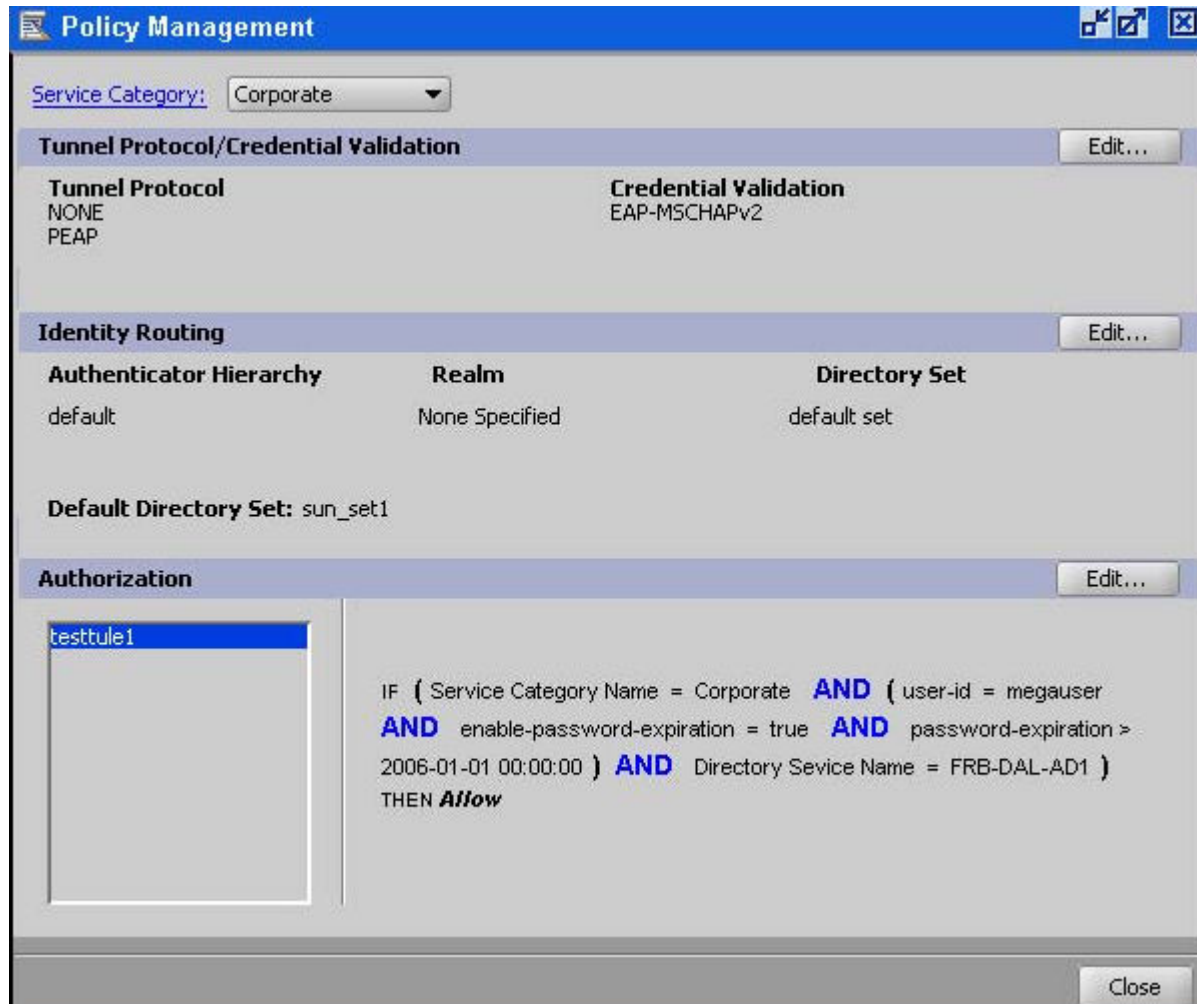 Policy Management
Service Category: Corporate
Tunnel Protocol/Credential Validation Edit...
Tunnel Protocol Credential Validation
NONE EAP-MSCHAPv2
PEAP
Identity Routing Edit...
Authenticator Hierarchy Realm Directory Set
default None Specified default set
Default Directory Set: sun_set1
Authorization Edit...
testtule1
IF ( Service Category Name = Corporate AND ( user-id = megauser
AND enable-password-expiration = true AND password-expiration >
2006-01-01 00:00:00 ) AND Directory Sevice Name = FRB-DAL-AD1 )
THEN Allow
Close